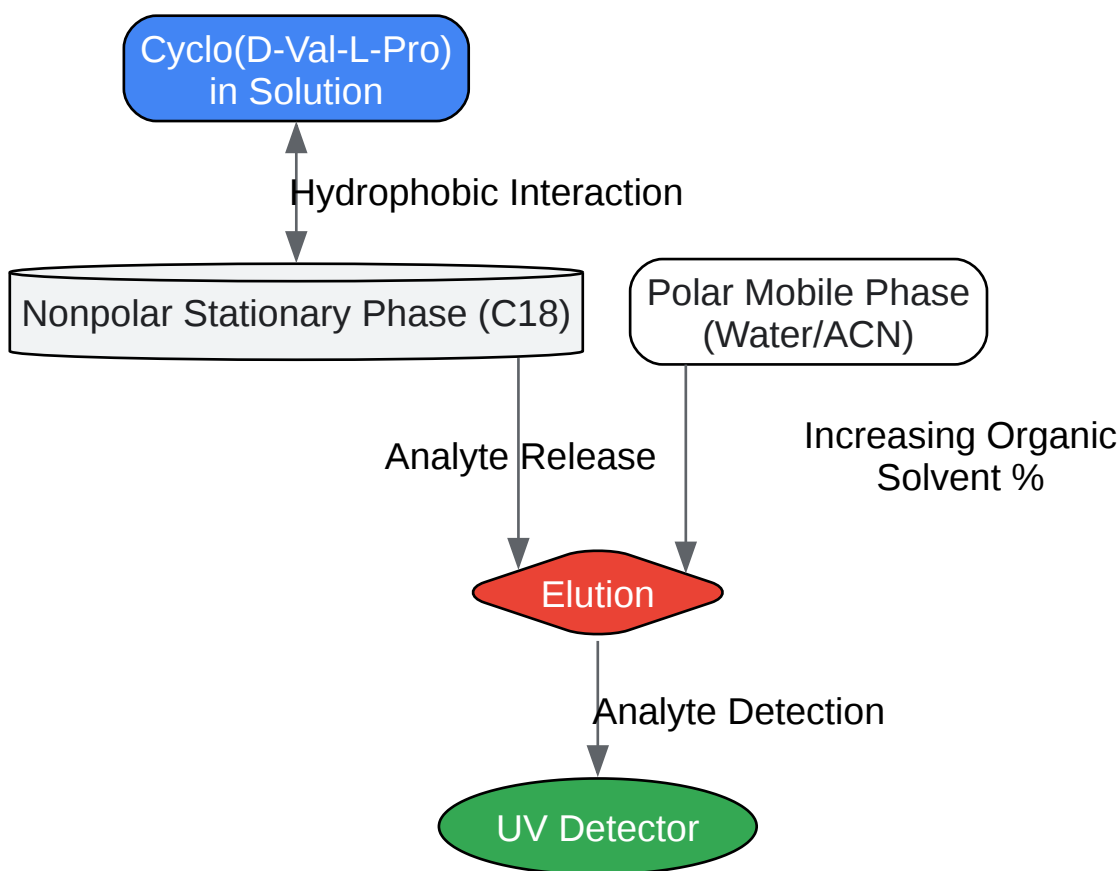 Cyclo(D-Val-L-Pro)
in Solution
Hydrophobic Interaction
Nonpolar Stationary Phase (C18)
Polar Mobile Phase
(Water/ACN)
Analyte Release
Increasing Organic
Solvent %
Elution
Analyte Detection
UV Detector